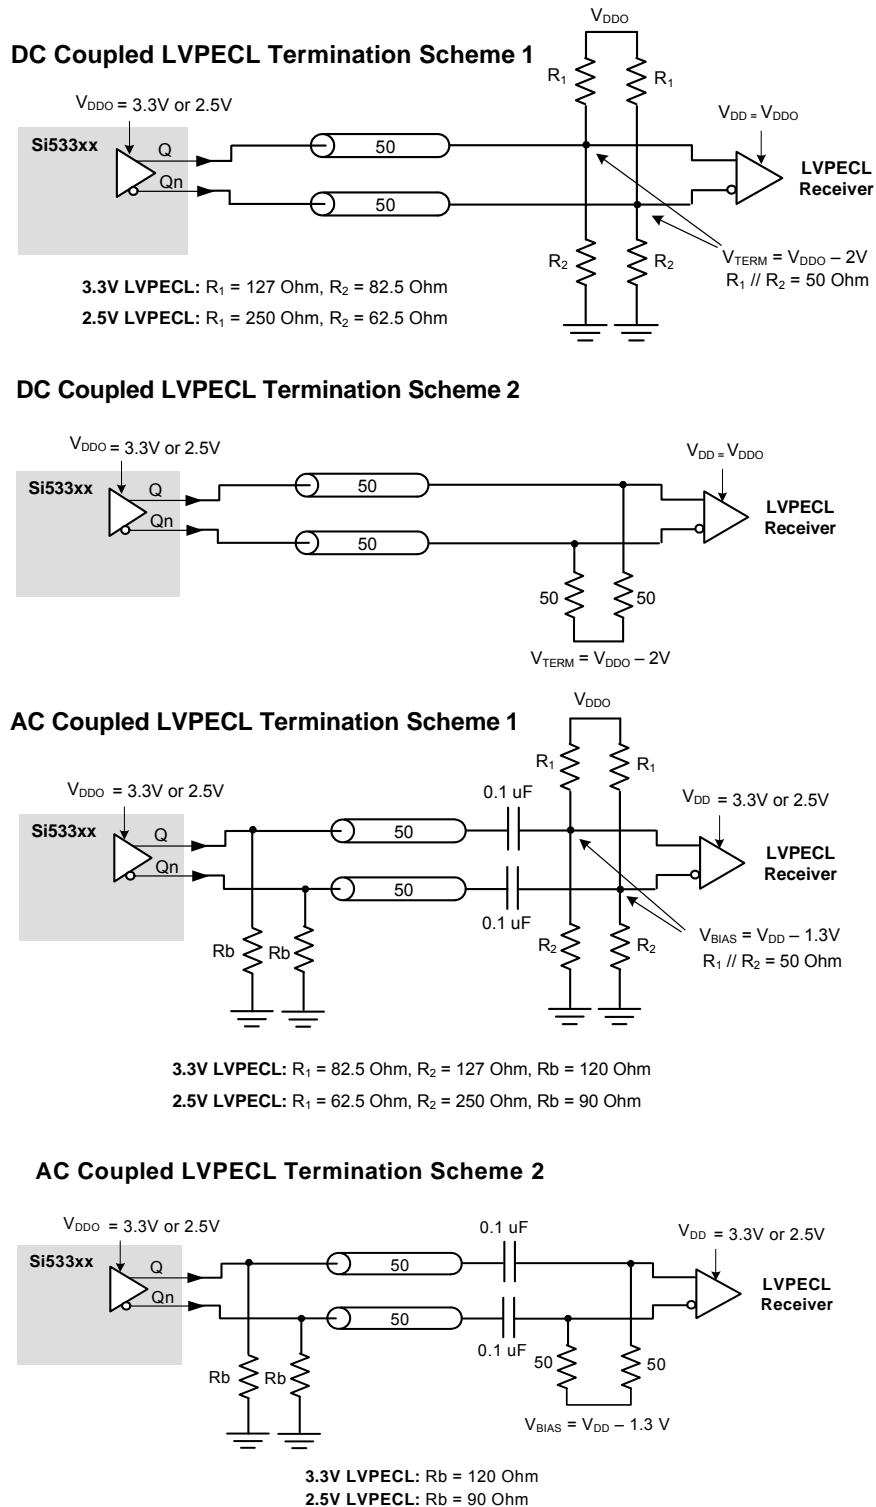 DC Coupled LVPECL Termination Scheme 1
VDDO
R1
R1
VDDO = 3.3V or 2.5V
VDD = VDDO
Si533xx
Q
50
LVPECL
Receiver
Qn
50
R2
R2
VTERM = VDDO – 2V
R1 // R2 = 50 Ohm
3.3V LVPECL: R1 = 127 Ohm, R2 = 82.5 Ohm
2.5V LVPECL: R1 = 250 Ohm, R2 = 62.5 Ohm
DC Coupled LVPECL Termination Scheme 2
VDDO = 3.3V or 2.5V
VDD = VDDO
Si533xx
Q
50
LVPECL
Receiver
Qn
50
50
50
VTERM = VDDO – 2V
AC Coupled LVPECL Termination Scheme 1
VDDO
R1
R1
VDDO = 3.3V or 2.5V
0.1 uF
VDD = 3.3V or 2.5V
Si533xx
Q
50
LVPECL
Receiver
Qn
50
0.1 uF
Rb
Rb
R2
R2
VBIAS = VDD – 1.3V
R1 // R2 = 50 Ohm
3.3V LVPECL: R1 = 82.5 Ohm, R2 = 127 Ohm, Rb = 120 Ohm
2.5V LVPECL: R1 = 62.5 Ohm, R2 = 250 Ohm, Rb = 90 Ohm
AC Coupled LVPECL Termination Scheme 2
VDDO = 3.3V or 2.5V
0.1 uF
VDD = 3.3V or 2.5V
Si533xx
Q
50
LVPECL
Receiver
Qn
50
0.1 uF
Rb
Rb
50
50
VBIAS = VDD – 1.3 V
3.3V LVPECL: Rb = 120 Ohm
2.5V LVPECL: Rb = 90 Ohm